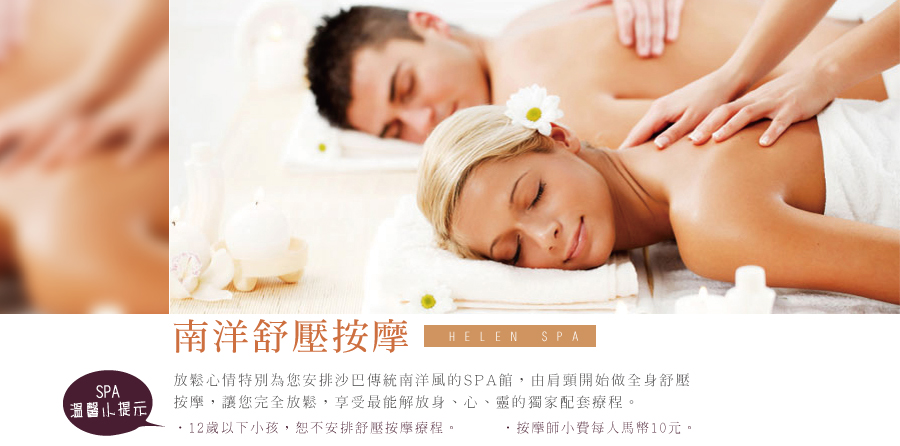 南洋舒壓按摩 HELEN SPA
放鬆心情特別為您安排沙巴傳統南洋風的SPA館，由肩頸開始做全身舒壓
按摩，讓您完全放鬆，享受最能解放身、心、靈的獨家配套療程。
SPA
溫馨小提示
．12歲以下小孩，恕不安排舒壓按摩療程。 ．按摩師小費每人馬幣10元。